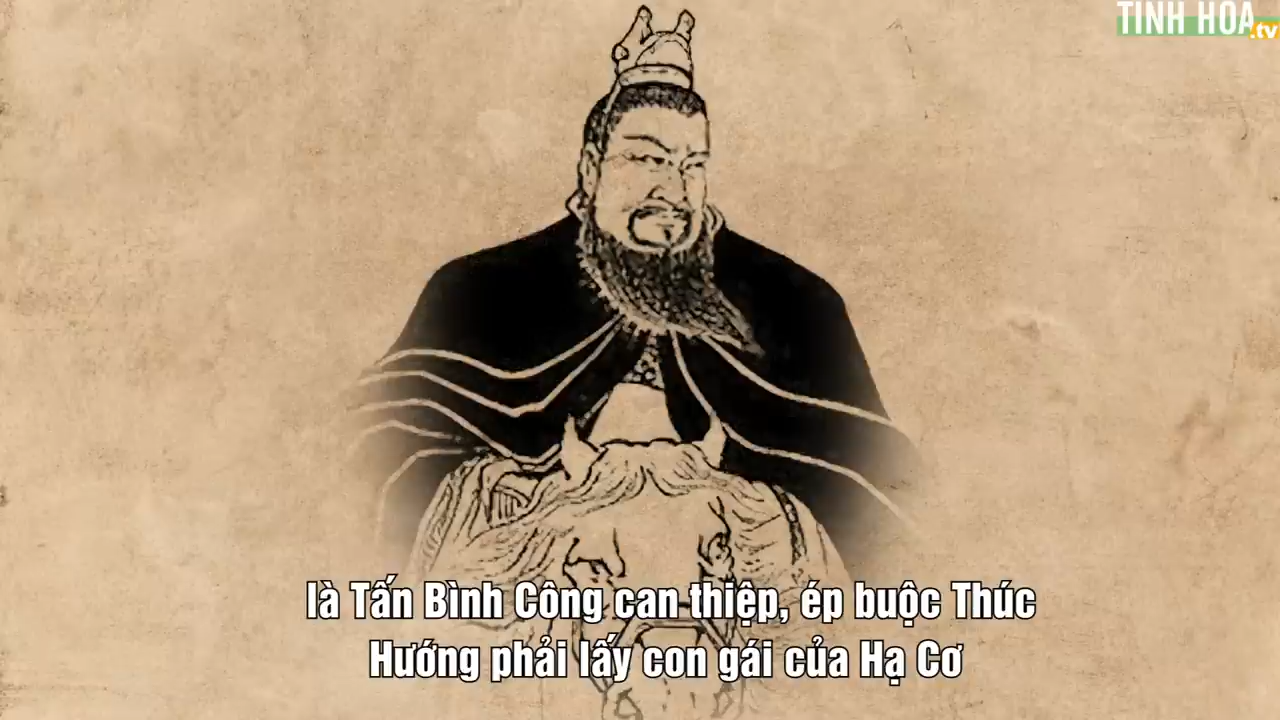 TINH HOA.tv
là Tấn Bình Công can thiệp, ép buộc Thúc
Hướng phải lấy con gái của Hạ Cơ